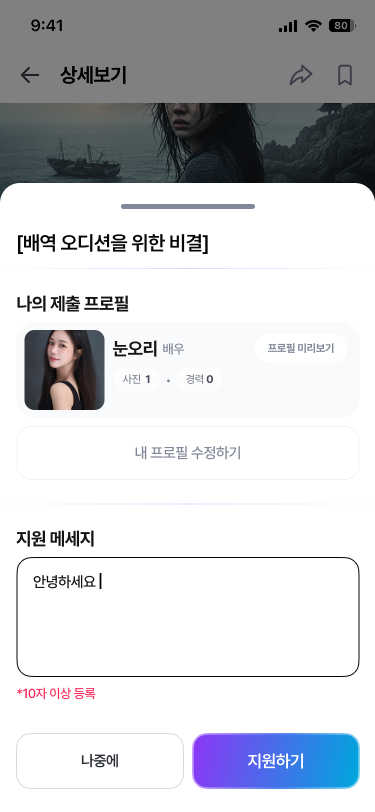 9:41
80
상세보기
[배역 오디션을 위한 비결]
나의 제출 프로필
눈오리 배우 프로필 미리보기
사진 1 • 경력 0
내 프로필 수정하기
지원 메세지
안녕하세요
*10자 이상 등록
나중에 지원하기